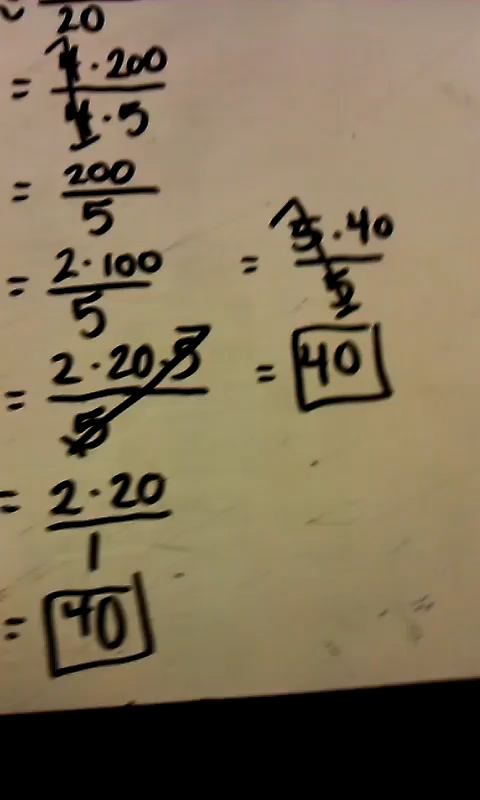 20
= 4 · 200
4 · 5
= 200
5
= 2 · 100
5
= 2 · 20 · 5
5
= 2 · 20
1
= 40
= 5 · 40
5
= 40